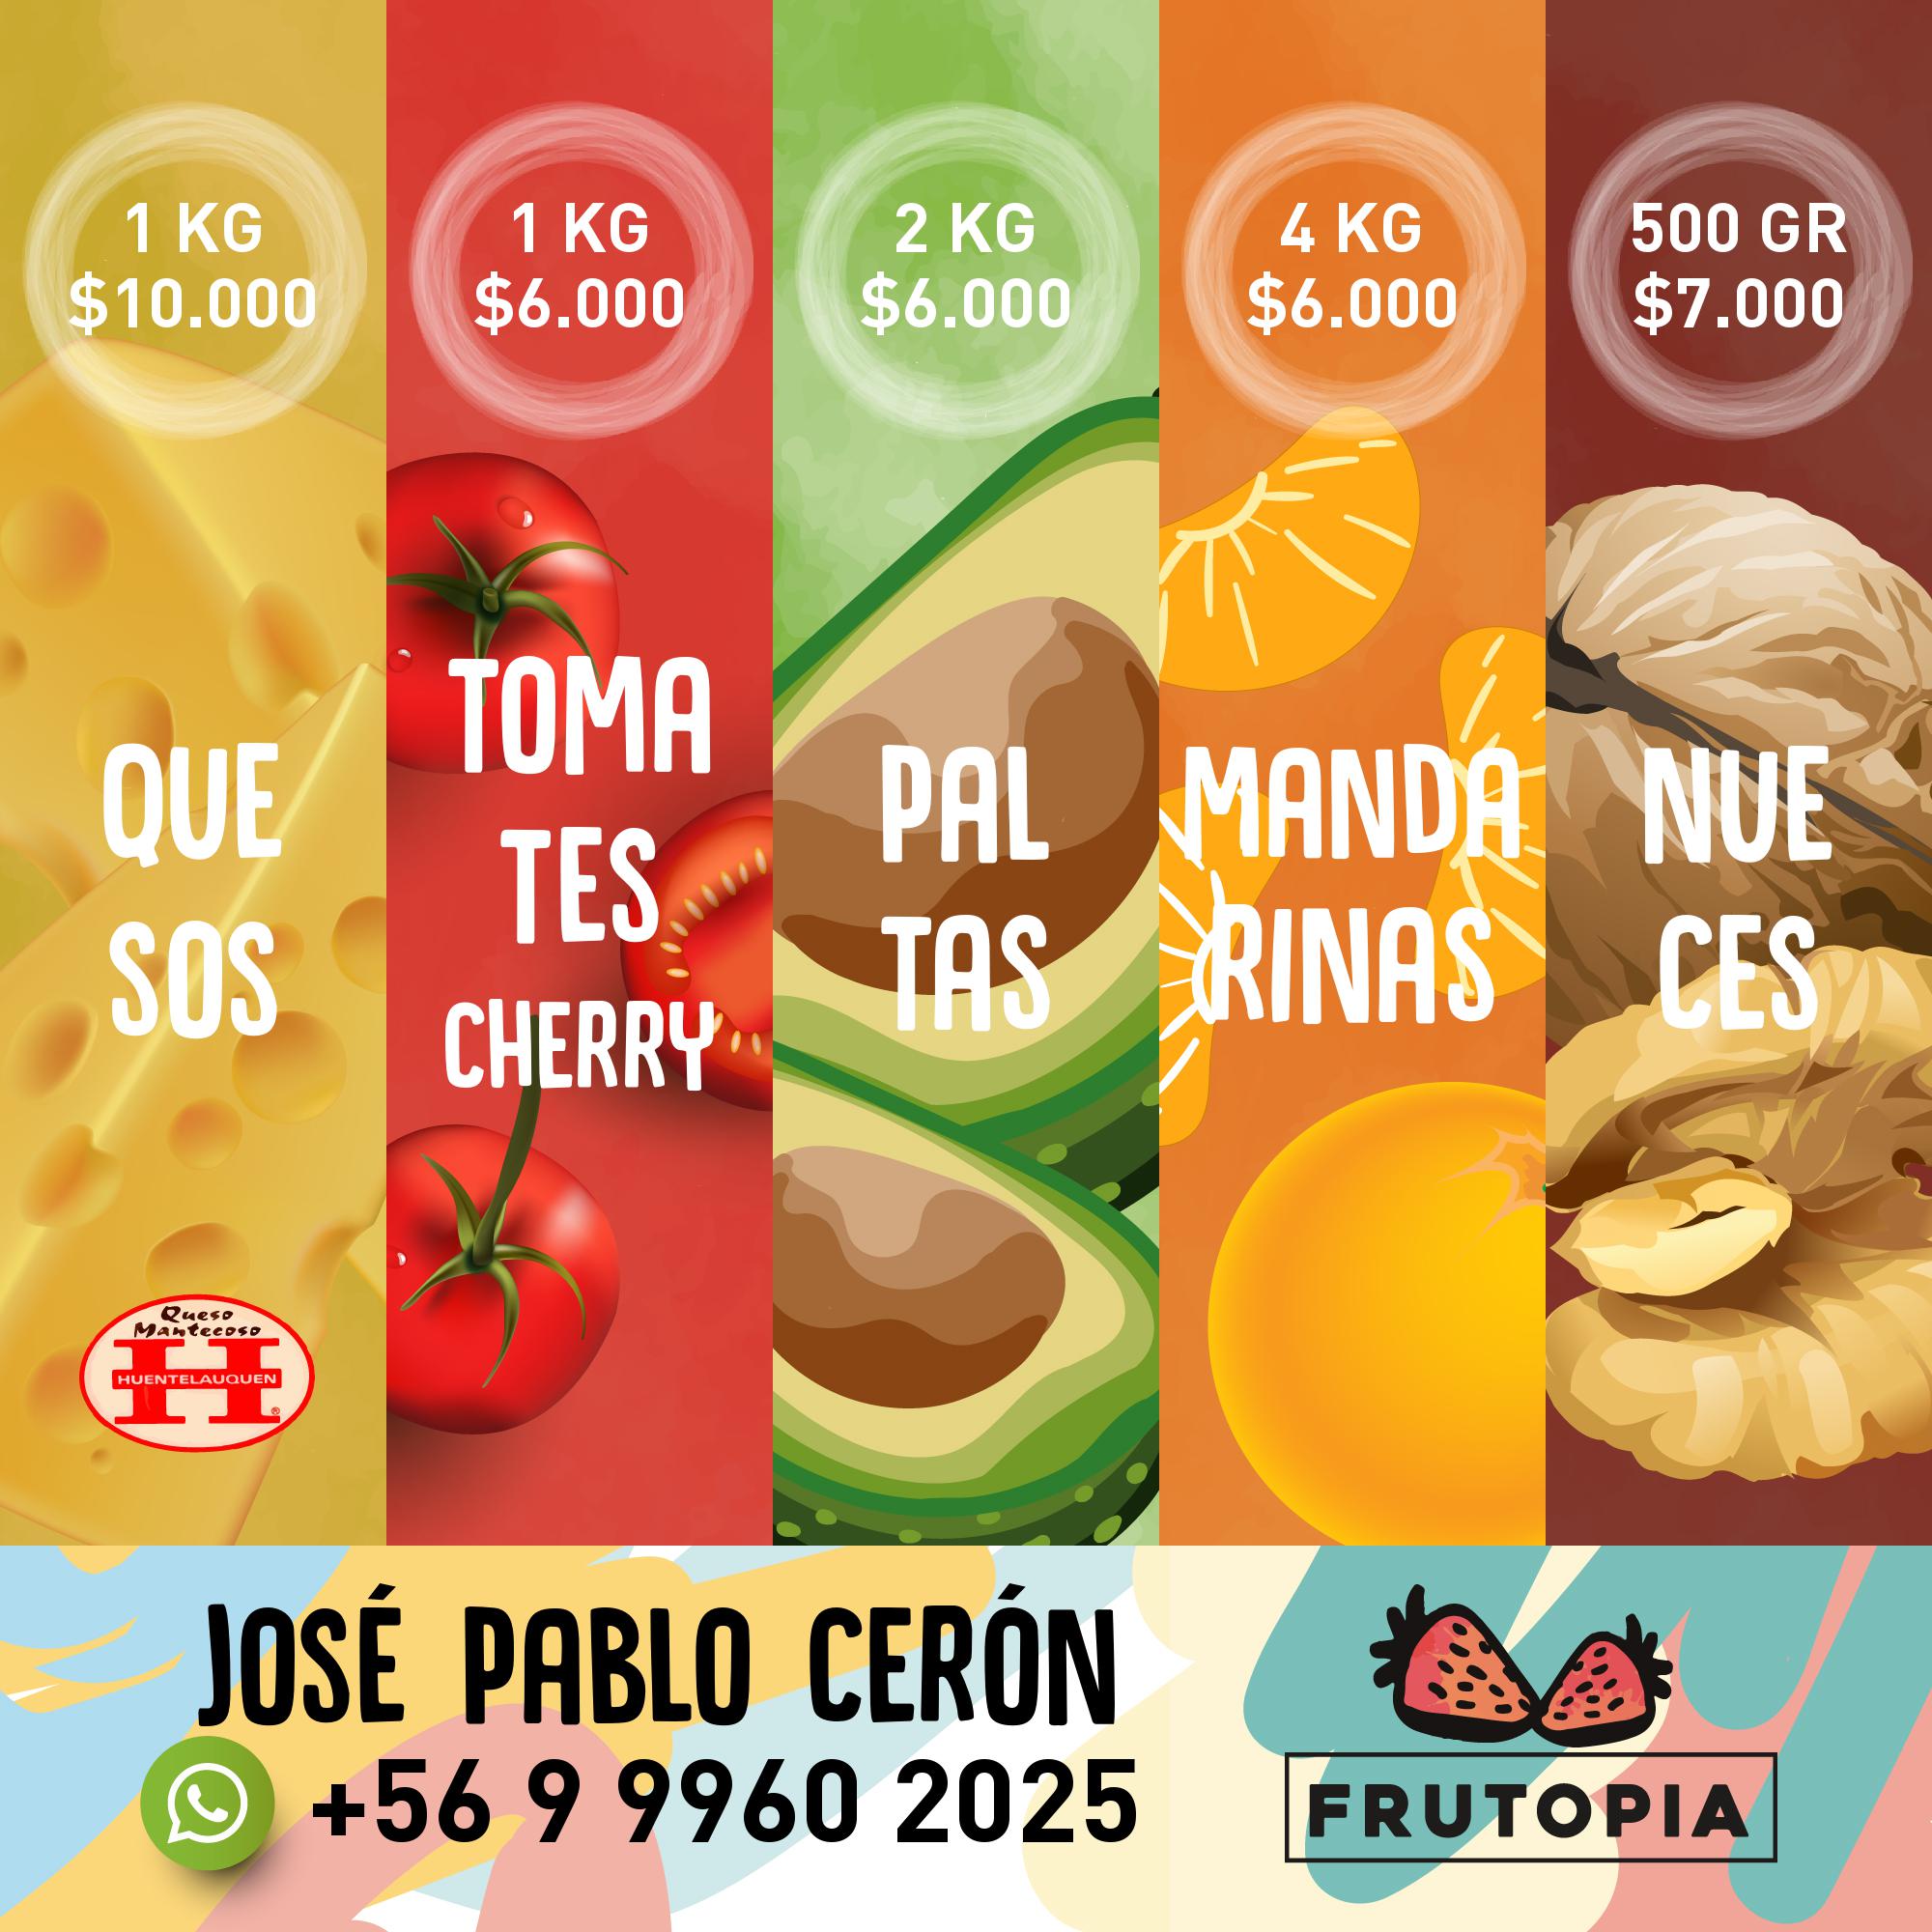 1 KG
$10.000
QUE
SOS
Queso
Mantecoso
H
HUENTELAUQUEN
®
1 KG
$6.000
TOMA
TES
CHERRY
2 KG
$6.000
PAL
TAS
4 KG
$6.000
MANDA
RINAS
500 GR
$7.000
NUE
CES
JOSÉ PABLO CERÓN
+56 9 9960 2025
FRUTOPIA